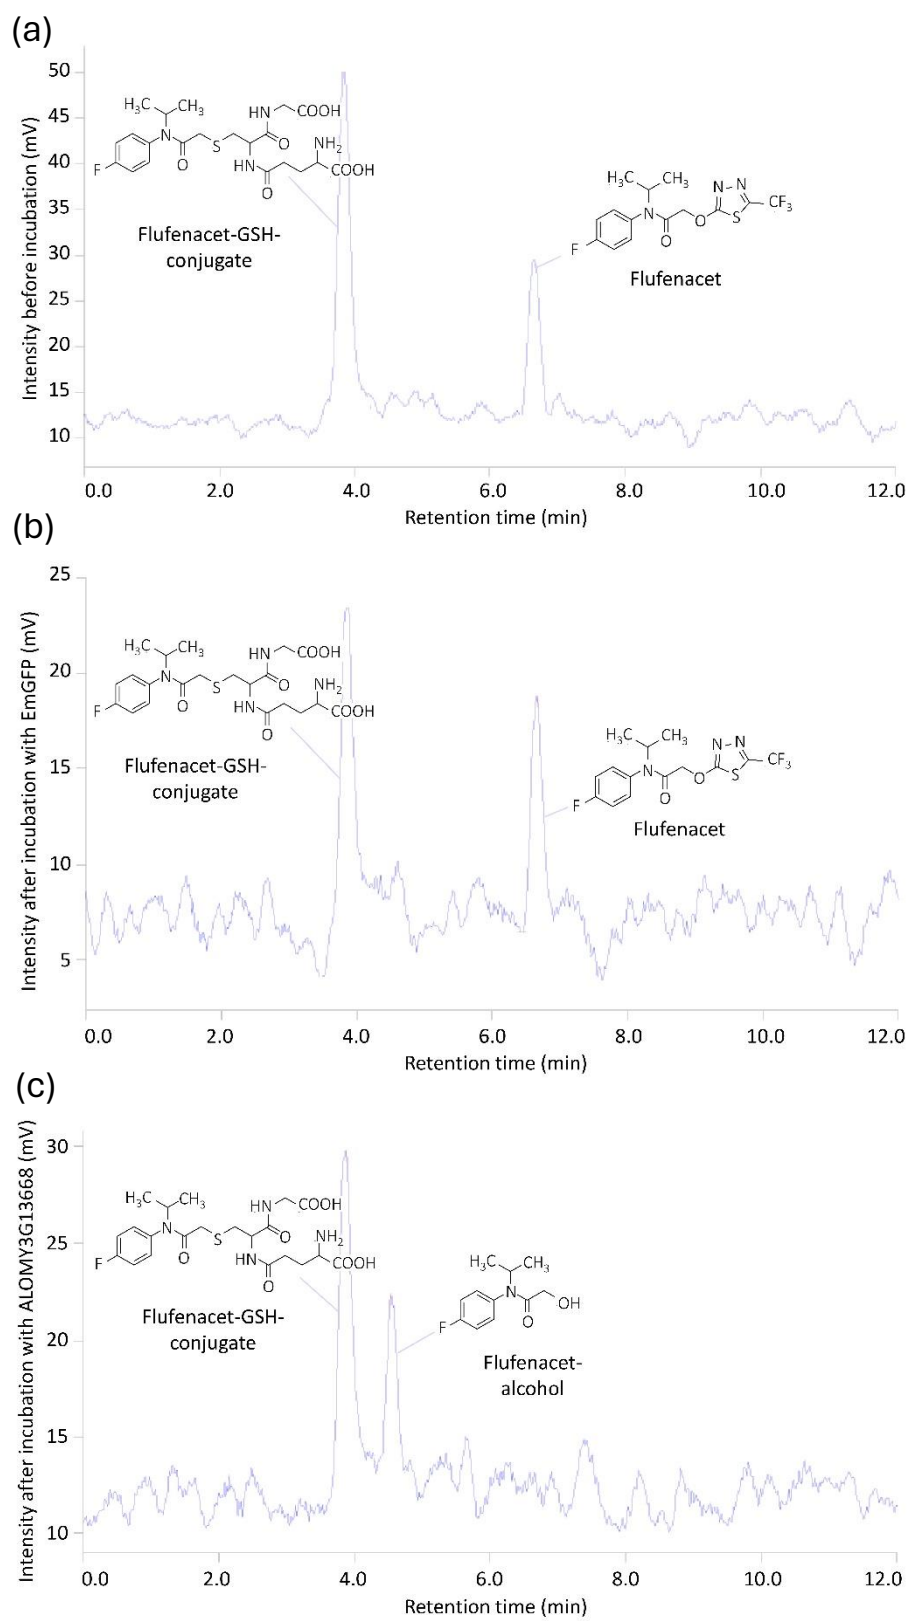 (a)
Intensity before incubation (mV)
50
45
40
35
30
25
20
15
10
H₃C CH₃
HN COOH
N S O NH₂
F O HN COOH
O
Flufenacet-GSH-
conjugate
H₃C CH₃
N N
N O S CF₃
F O
Flufenacet
0.0 2.0 4.0 6.0 8.0 10.0 12.0
Retention time (min)
(b)
Intensity after incubation with EmGFP (mV)
25
20
15
10
5
H₃C CH₃
HN COOH
N S O NH₂
F O HN COOH
O
Flufenacet-GSH-
conjugate
H₃C CH₃
N N
N O S CF₃
F O
Flufenacet
0.0 2.0 4.0 6.0 8.0 10.0 12.0
Retention time (min)
(c)
Intensity after incubation with ALOMY3G13668 (mV)
30
25
20
15
10
H₃C CH₃
HN COOH
N S O NH₂
F O HN COOH
O
Flufenacet-GSH-
conjugate
H₃C CH₃
N OH
F O
Flufenacet-
alcohol
0.0 2.0 4.0 6.0 8.0 10.0 12.0
Retention time (min)